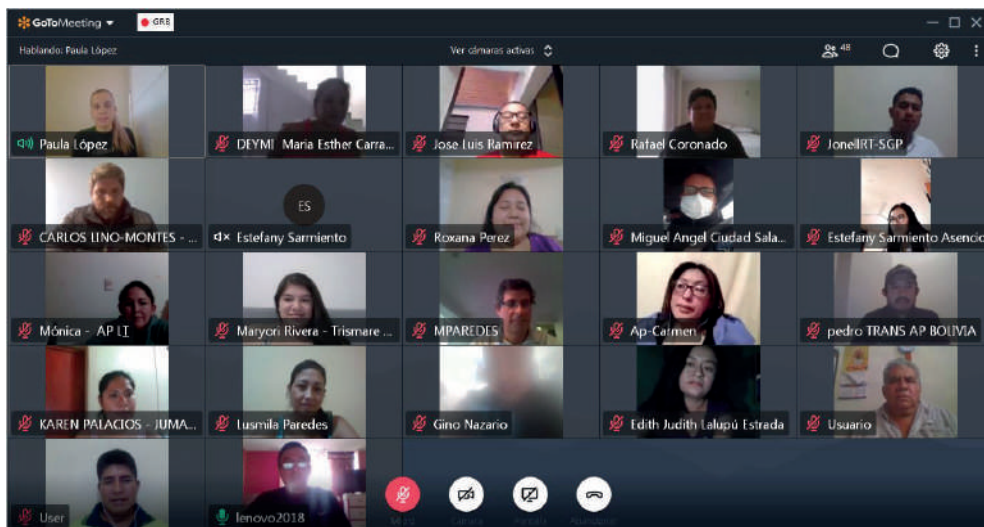 GoToMeeting
GRB
Hablando: Paula López
Ver cámaras activas
48
Paula López
DEYMI Maria Esther Carra...
Jose Luis Ramirez
Rafael Coronado
JonellRT-SGP
CARLOS LINO-MONTES - ...
ES
Estefany Sarmiento
Roxana Perez
Miguel Angel Ciudad Sala...
Estefany Sarmiento Asencio
Mónica - AP LT
Maryori Rivera - Trismare ...
MPAREDES
Ap-Carmen
pedro TRANS AP BOLIVIA
KAREN PALACIOS - JUMA...
Lusmila Paredes
Gino Nazario
Edith Judith Lalupú Estrada
Usuario
User
lenovo2018